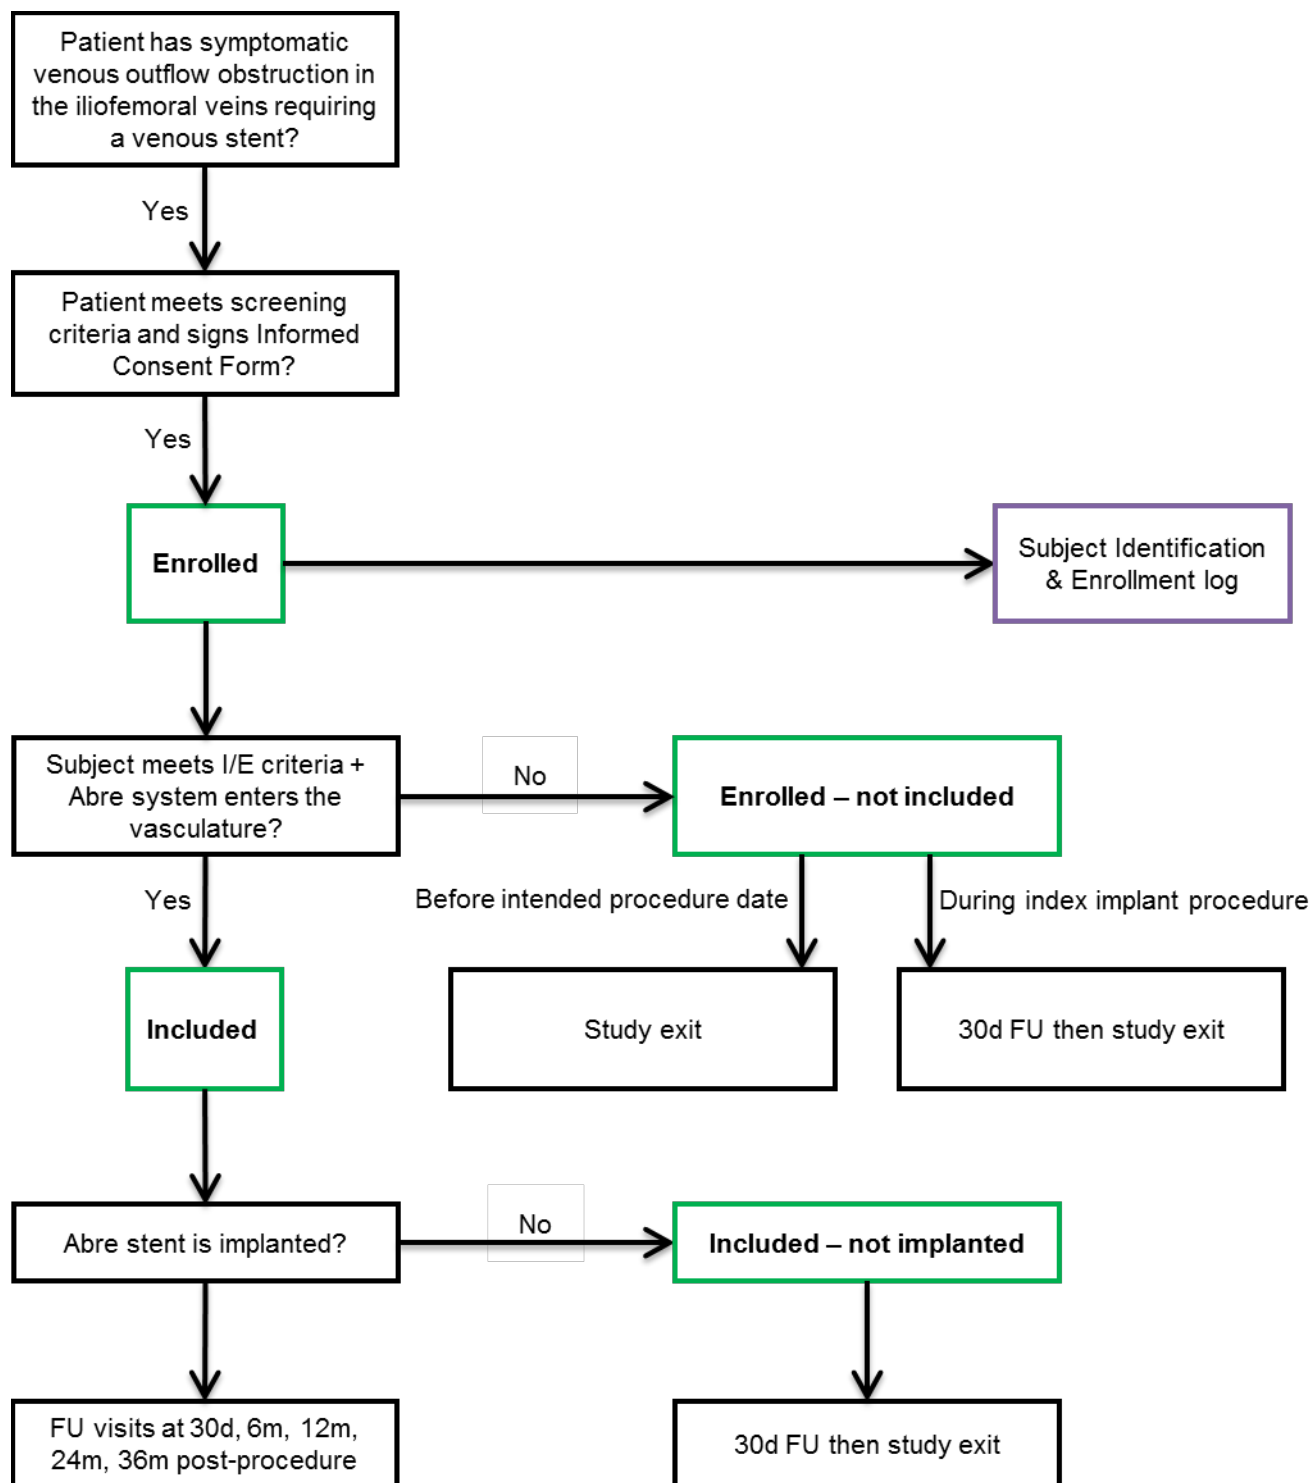 Patient has symptomatic
venous outflow obstruction in
the iliofemoral veins requiring
a venous stent?
Yes
Patient meets screening
criteria and signs Informed
Consent Form?
Yes
Enrolled
Subject Identification
& Enrollment log
Subject meets I/E criteria +
Abre system enters the
vasculature?
No
Enrolled – not included
Yes
Before intended procedure date
During index implant procedure
Included
Study exit
30d FU then study exit
Abre stent is implanted?
No
Included – not implanted
FU visits at 30d, 6m, 12m,
24m, 36m post-procedure
30d FU then study exit